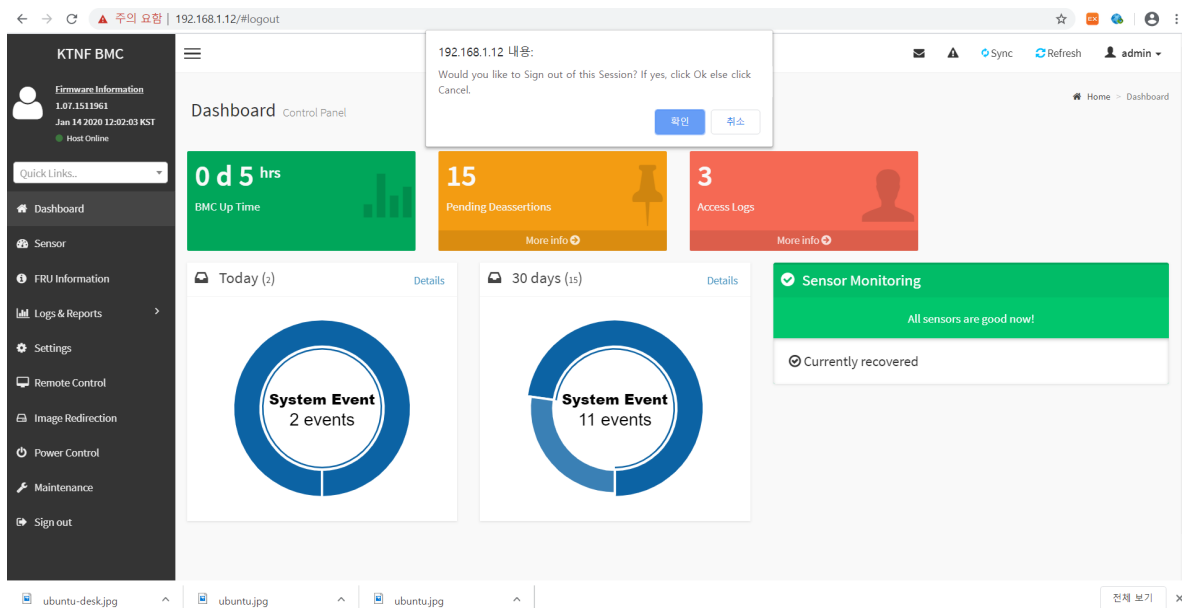 주의 요함 | 192.168.1.12/#logout
KTNF BMC
Firmware Information
1.07.1511961
Jan 14 2020 12:02:03 KST
Host Online
Quick Links..
Dashboard
Sensor
FRU Information
Logs & Reports
Settings
Remote Control
Image Redirection
Power Control
Maintenance
Sign out
192.168.1.12 내용:
Would you like to Sign out of this Session? If yes, click Ok else click
Cancel.
확인 취소
Sync Refresh admin
Dashboard Control Panel
Home > Dashboard
0 d 5 hrs
BMC Up Time
15
Pending Deassertions
More info
3
Access Logs
More info
Today (2) Details
System Event
2 events
30 days (15) Details
System Event
11 events
Sensor Monitoring
All sensors are good now!
Currently recovered
ubuntu-desk.jpg ubuntu.jpg ubuntu.jpg 전체 보기